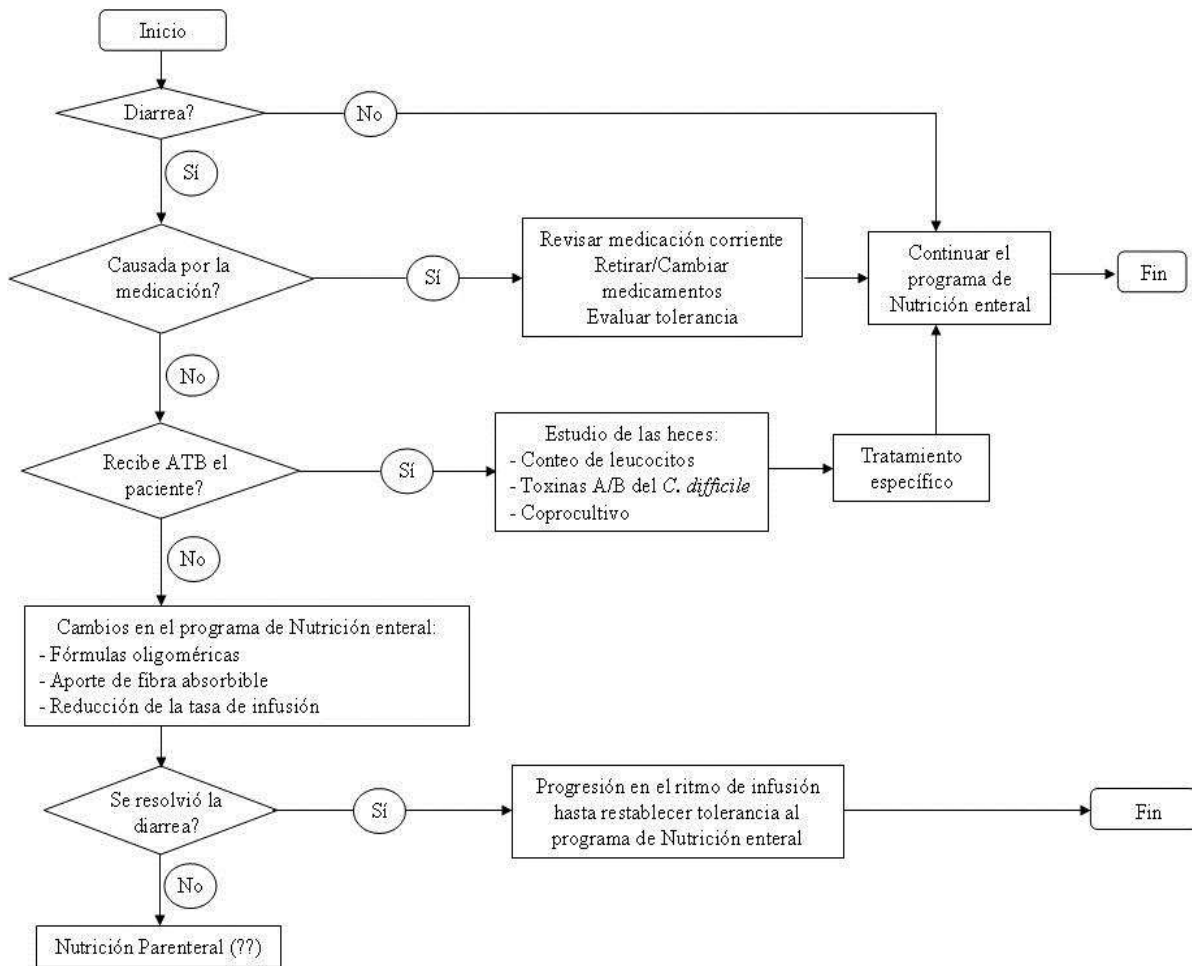 Inicio
Diarrea?
No
Sí
Causada por la
medicación?
Sí
Revisar medicación corriente
Retirar/Cambiar
medicamentos
Evaluar tolerancia
Continuar el
programa de
Nutrición enteral
Fin
No
Recibe ATB el
paciente?
Sí
Estudio de las heces:
- Conteo de leucocitos
- Toxinas A/B del C. difficile
- Coprocultivo
Tratamiento
específico
No
Cambios en el programa de Nutrición enteral:
- Fórmulas oligoméricas
- Aporte de fibra absorbible
- Reducción de la tasa de infusión
Se resolvió la
diarrea?
Sí
Progresión en el ritmo de infusión
hasta restablecer tolerancia al
programa de Nutrición enteral
Fin
No
Nutrición Parenteral (??)